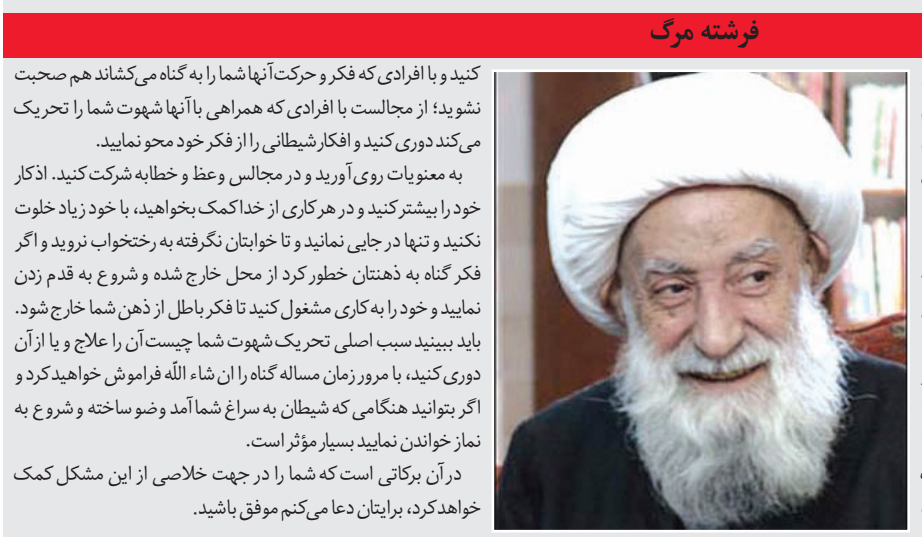 فرشته مرگ
کنید و با افرادی که فکر و حرکت آنها شما را به گناه می‌کشاند هم صحبت
نشوید؛ از مجالست با افرادی که همراهی با آنها شهوت شما را تحریک
می‌کند دوری کنید و افکار شیطانی را از فکر خود محو نمایید.
به معنویات روی آورید و در مجالس وعظ و خطابه شرکت کنید. اذکار
خود را بیشتر کنید و در هر کاری از خدا کمک بخواهید، با خود زیاد خلوت
نکنید و تنها در جایی نمانید و تا خوابتان نگرفته به رختخواب نروید و اگر
فکر گناه به ذهنتان خطور کرد از محل خارج شده و شروع به قدم زدن
نمایید و خود را به کاری مشغول کنید تا فکر باطل از ذهن شما خارج شود.
باید ببینید سبب اصلی تحریک شهوت شما چیست آن را علاج و یا از آن
دوری کنید، با مرور زمان مساله گناه را ان شاء اللّه فراموش خواهید کرد و
اگر بتوانید هنگامی که شیطان به سراغ شما آمد وضو ساخته و شروع به
نماز خواندن نمایید بسیار مؤثر است.
در آن برکاتی است که شما را در جهت خلاصی از این مشکل کمک
خواهد کرد، برایتان دعا می‌کنم موفق باشید.